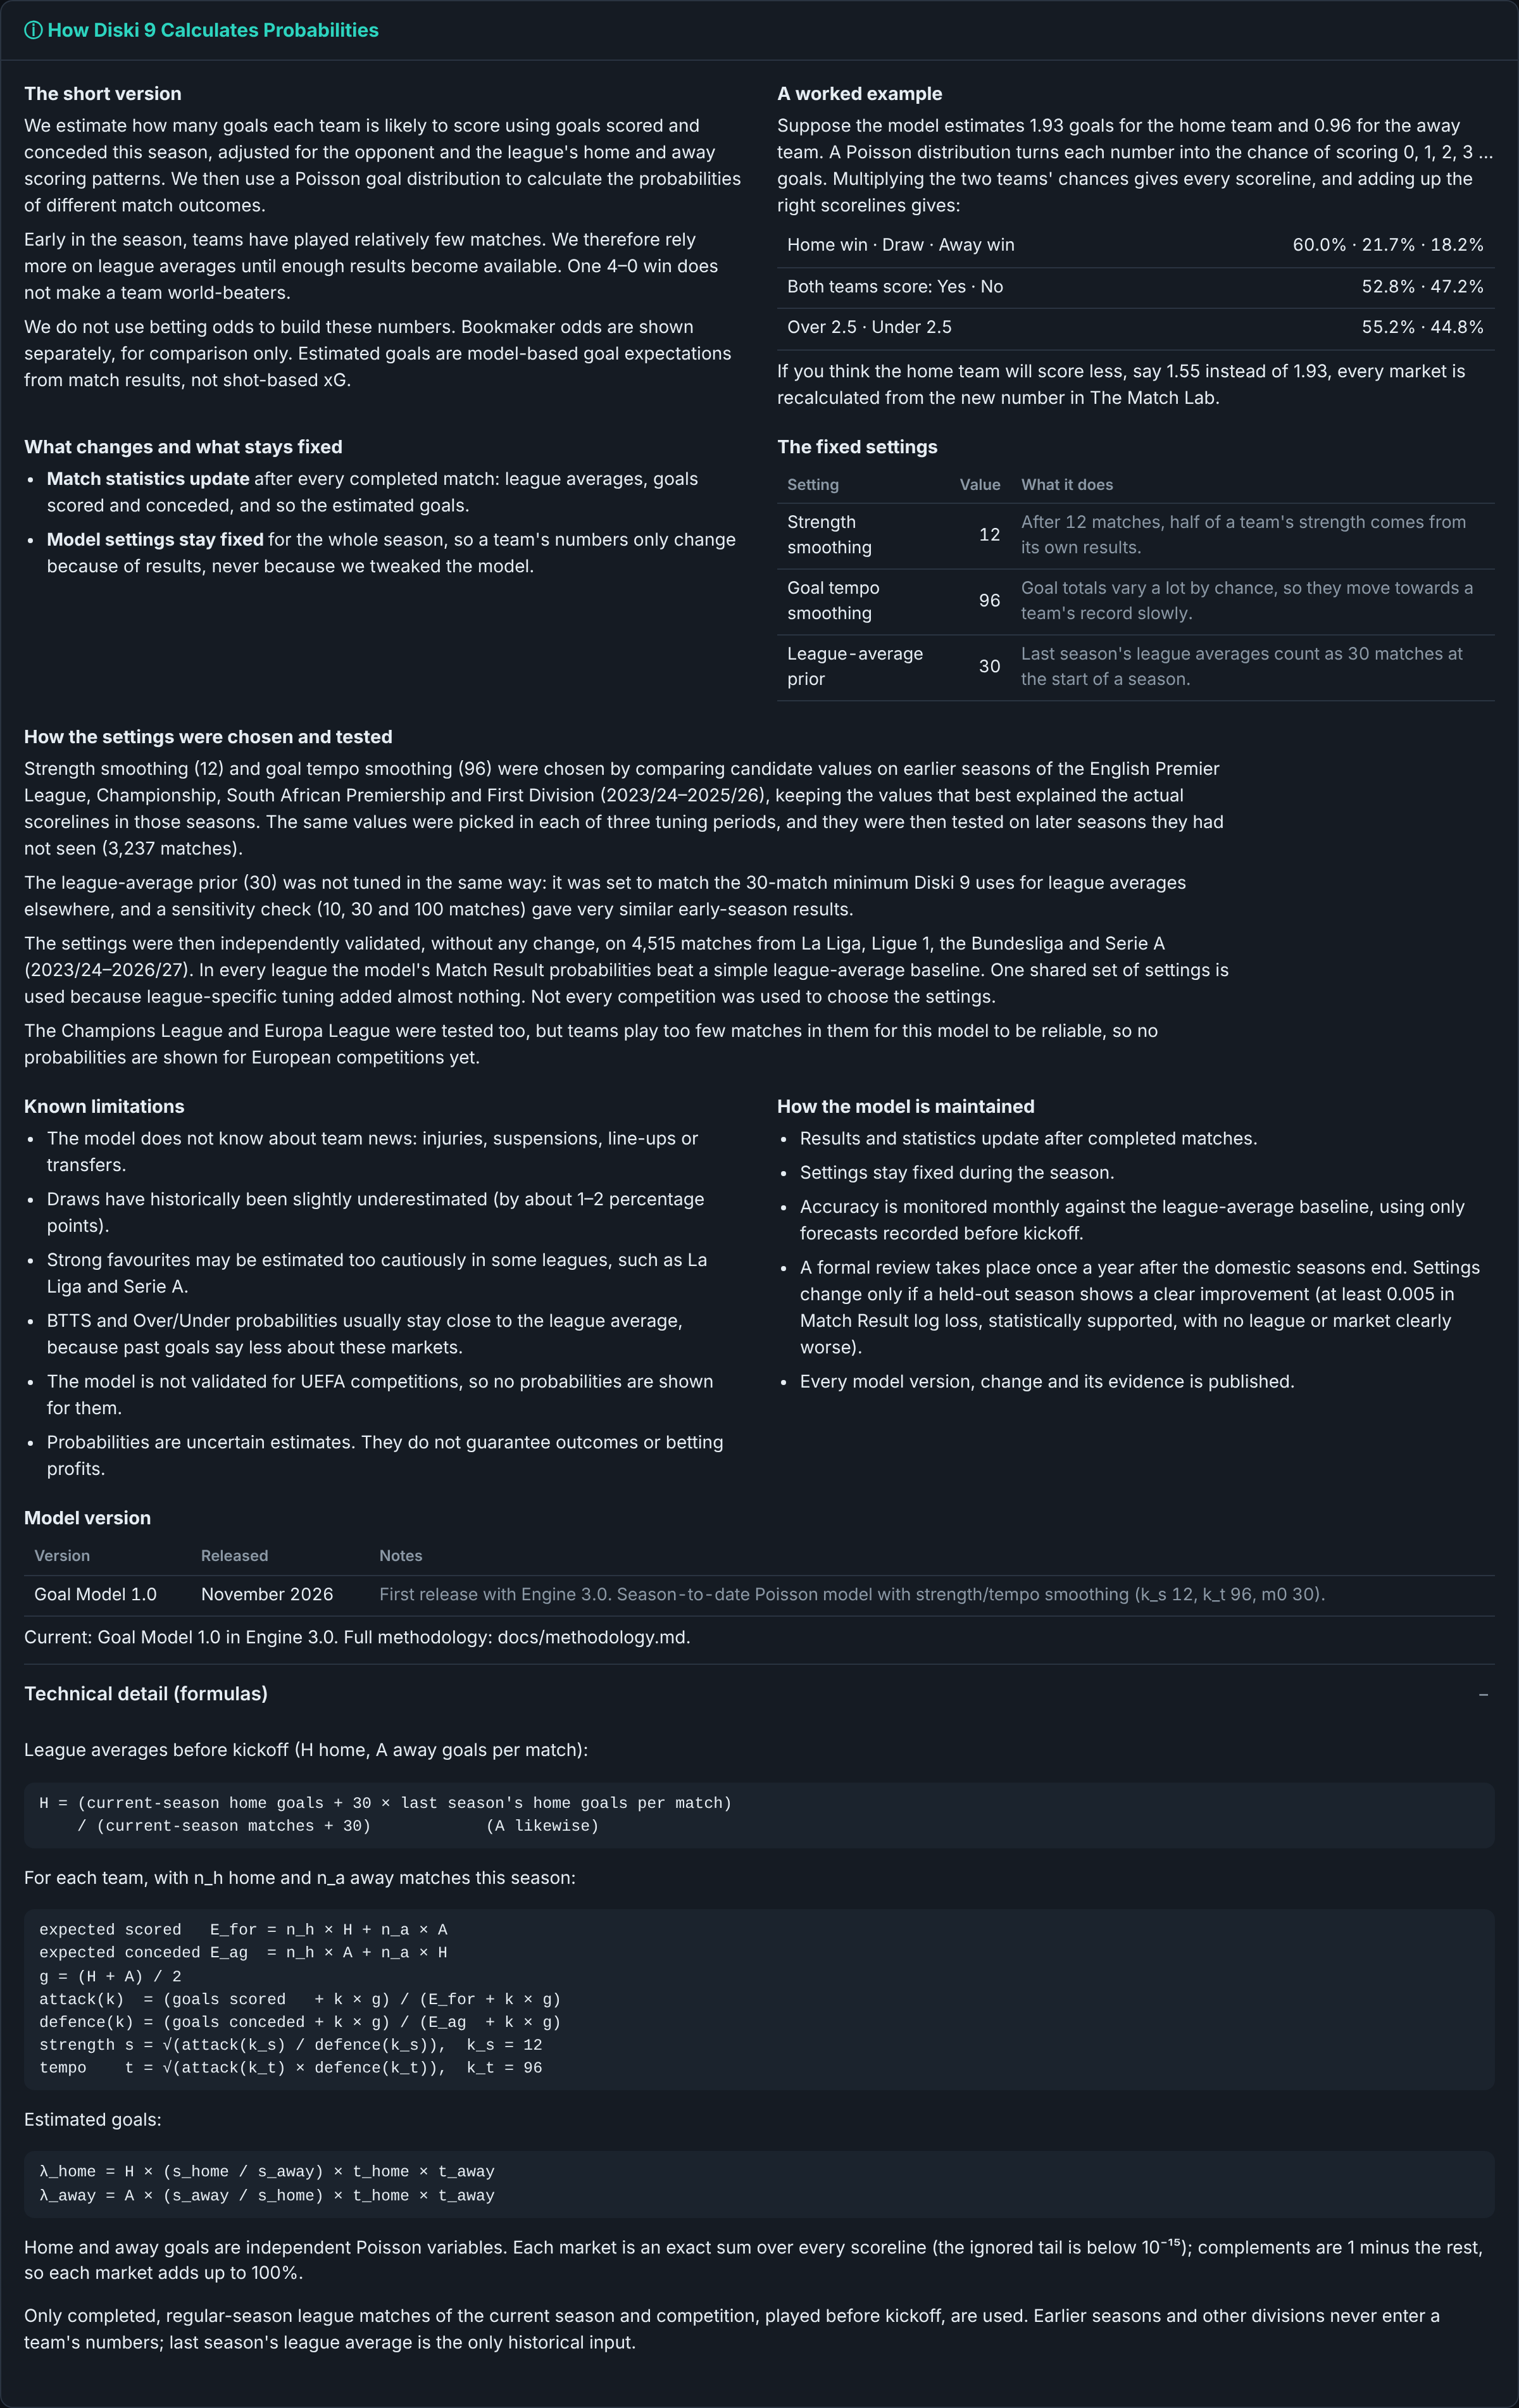 ⓘ How Diski 9 Calculates Probabilities
The short version
We estimate how many goals each team is likely to score using goals scored and
conceded this season, adjusted for the opponent and the league's home and away
scoring patterns. We then use a Poisson goal distribution to calculate the probabilities
of different match outcomes.
Early in the season, teams have played relatively few matches. We therefore rely
more on league averages until enough results become available. One 4–0 win does
not make a team world-beaters.
We do not use betting odds to build these numbers. Bookmaker odds are shown
separately, for comparison only. Estimated goals are model-based goal expectations
from match results, not shot-based xG.
A worked example
Suppose the model estimates 1.93 goals for the home team and 0.96 for the away
team. A Poisson distribution turns each number into the chance of scoring 0, 1, 2, 3 ...
goals. Multiplying the two teams' chances gives every scoreline, and adding up the
right scorelines gives:
Home win · Draw · Away win 60.0% · 21.7% · 18.2%
Both teams score: Yes · No 52.8% · 47.2%
Over 2.5 · Under 2.5 55.2% · 44.8%
If you think the home team will score less, say 1.55 instead of 1.93, every market is
recalculated from the new number in The Match Lab.
What changes and what stays fixed
• Match statistics update after every completed match: league averages, goals
scored and conceded, and so the estimated goals.
• Model settings stay fixed for the whole season, so a team's numbers only change
because of results, never because we tweaked the model.
The fixed settings
Setting Value What it does
Strength smoothing 12 After 12 matches, half of a team's strength comes from
its own results.
Goal tempo smoothing 96 Goal totals vary a lot by chance, so they move towards a
team's record slowly.
League-average prior 30 Last season's league averages count as 30 matches at
the start of a season.
How the settings were chosen and tested
Strength smoothing (12) and goal tempo smoothing (96) were chosen by comparing candidate values on earlier seasons of the English Premier
League, Championship, South African Premiership and First Division (2023/24–2025/26), keeping the values that best explained the actual
scorelines in those seasons. The same values were picked in each of three tuning periods, and they were then tested on later seasons they had
not seen (3,237 matches).
The league-average prior (30) was not tuned in the same way: it was set to match the 30-match minimum Diski 9 uses for league averages
elsewhere, and a sensitivity check (10, 30 and 100 matches) gave very similar early-season results.
The settings were then independently validated, without any change, on 4,515 matches from La Liga, Ligue 1, the Bundesliga and Serie A
(2023/24–2026/27). In every league the model's Match Result probabilities beat a simple league-average baseline. One shared set of settings is
used because league-specific tuning added almost nothing. Not every competition was used to choose the settings.
The Champions League and Europa League were tested too, but teams play too few matches in them for this model to be reliable, so no
probabilities are shown for European competitions yet.
Known limitations
• The model does not know about team news: injuries, suspensions, line-ups or
transfers.
• Draws have historically been slightly underestimated (by about 1–2 percentage
points).
• Strong favourites may be estimated too cautiously in some leagues, such as La
Liga and Serie A.
• BTTS and Over/Under probabilities usually stay close to the league average,
because past goals say less about these markets.
• The model is not validated for UEFA competitions, so no probabilities are shown
for them.
• Probabilities are uncertain estimates. They do not guarantee outcomes or betting
profits.
How the model is maintained
• Results and statistics update after completed matches.
• Settings stay fixed during the season.
• Accuracy is monitored monthly against the league-average baseline, using only
forecasts recorded before kickoff.
• A formal review takes place once a year after the domestic seasons end. Settings
change only if a held-out season shows a clear improvement (at least 0.005 in
Match Result log loss, statistically supported, with no league or market clearly
worse).
• Every model version, change and its evidence is published.
Model version
Version Released Notes
Goal Model 1.0 November 2026 First release with Engine 3.0. Season-to-date Poisson model with strength/tempo smoothing (k_s 12, k_t 96, m0 30).
Current: Goal Model 1.0 in Engine 3.0. Full methodology: docs/methodology.md.
Technical detail (formulas) –
League averages before kickoff (H home, A away goals per match):
H = (current-season home goals + 30 × last season's home goals per match)
/ (current-season matches + 30) (A likewise)
For each team, with n_h home and n_a away matches this season:
expected scored E_for = n_h × H + n_a × A
expected conceded E_ag = n_h × A + n_a × H
g = (H + A) / 2
attack(k) = (goals scored + k × g) / (E_for + k × g)
defence(k) = (goals conceded + k × g) / (E_ag + k × g)
strength s = √(attack(k_s) / defence(k_s)), k_s = 12
tempo t = √(attack(k_t) × defence(k_t)), k_t = 96
Estimated goals:
λ_home = H × (s_home / s_away) × t_home × t_away
λ_away = A × (s_away / s_home) × t_home × t_away
Home and away goals are independent Poisson variables. Each market is an exact sum over every scoreline (the ignored tail is below 10⁻¹⁵); complements are 1 minus the rest,
so each market adds up to 100%.
Only completed, regular-season league matches of the current season and competition, played before kickoff, are used. Earlier seasons and other divisions never enter a
team's numbers; last season's league average is the only historical input.